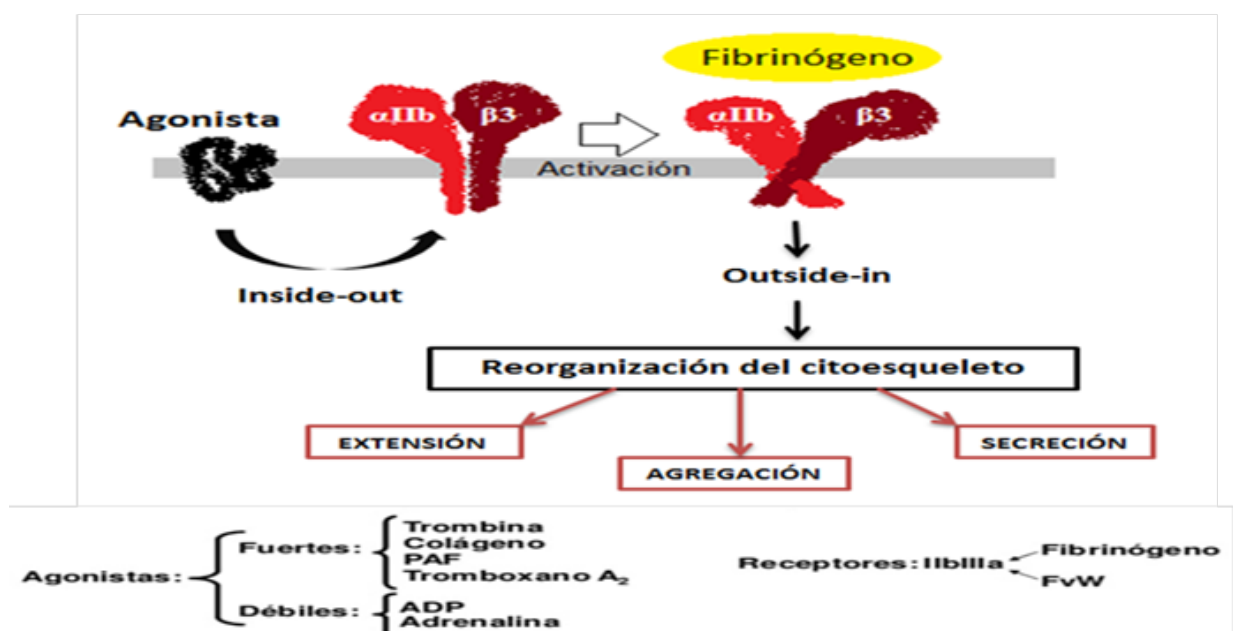 Fibrinógeno
Agonista
αIIb β3
αIIb β3
Activación
Inside-out
Outside-in
Reorganización del citoesqueleto
EXTENSIÓN
AGREGACIÓN
SECRECIÓN
Agonistas:
Fuertes:
Trombina
Colágeno
PAF
Tromboxano A₂
Débiles:
ADP
Adrenalina
Receptores: IIbIIIa
Fibrinógeno
FvW